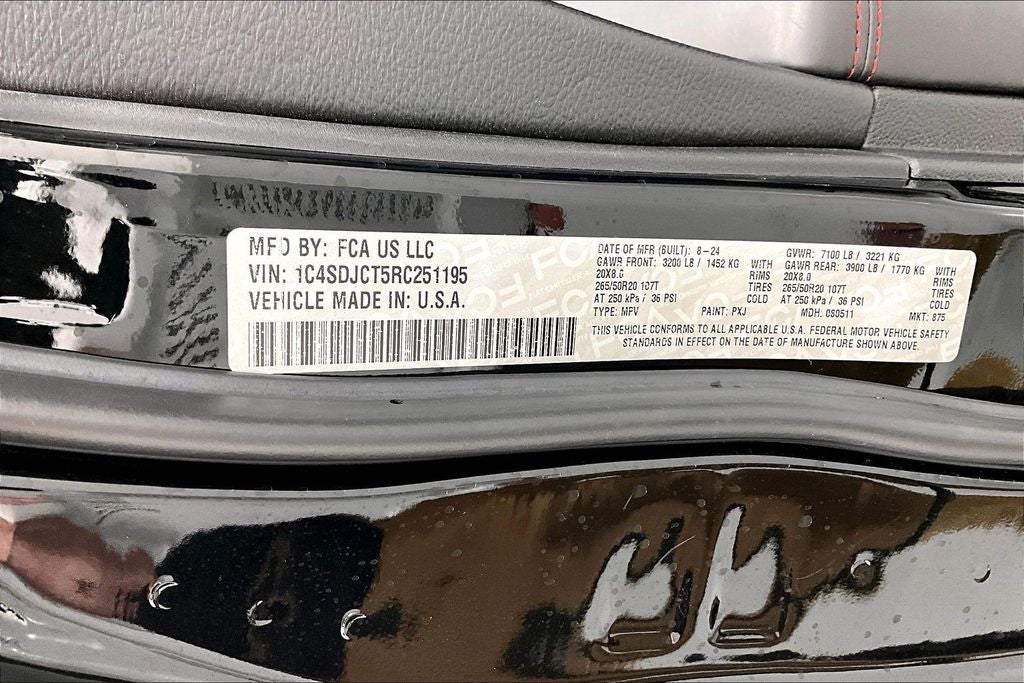 MFD BY: FCA US LLC
VIN: 1C4SDJCT5RC251195
VEHICLE MADE IN: U.S.A.
DATE OF MFR (BUILT): 8-24
GAWR FRONT: 3200 LB / 1452 KG WITH
20X8.0 RIMS
265/50R20 107T TIRES
AT 250 kPa / 36 PSI COLD
TYPE: MPV PAINT: PXJ
GVWR: 7100 LB / 3221 KG
GAWR REAR: 3900 LB / 1770 KG WITH
20X8.0 RIMS
265/50R20 107T TIRES
AT 250 kPa / 36 PSI COLD
MDH: 080511 MKT: 875
THIS VEHICLE CONFORMS TO ALL APPLICABLE U.S.A. FEDERAL MOTOR VEHICLE SAFETY
STANDARDS IN EFFECT ON THE DATE OF MANUFACTURE SHOWN ABOVE.